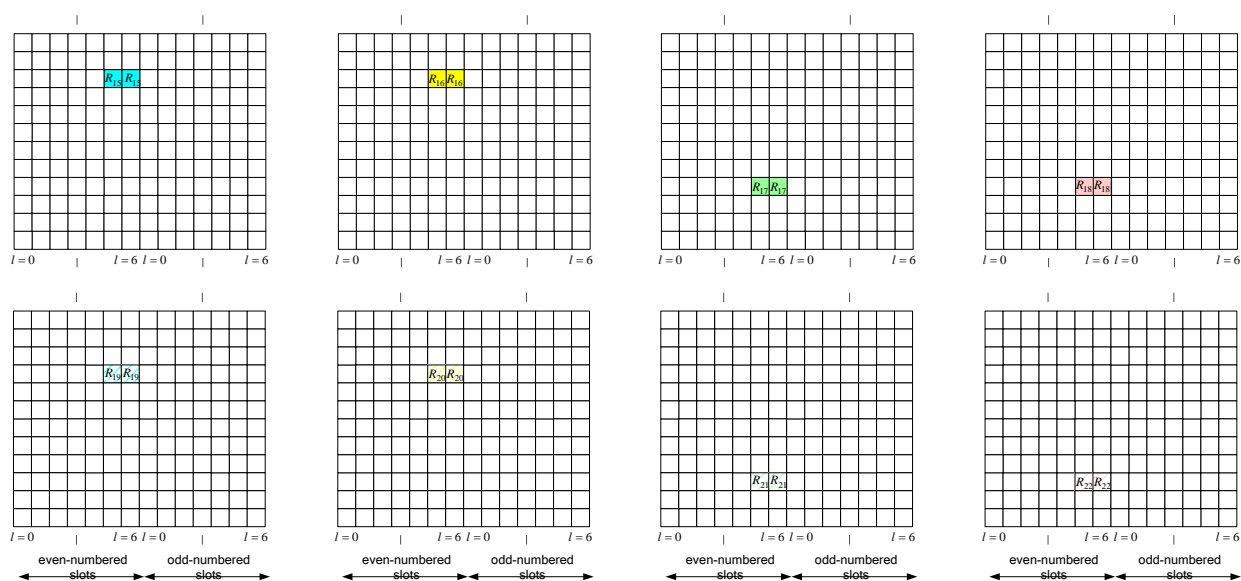 R15 R15 R16 R16
R17 R17 R18 R18
l = 0 l = 6 l = 0 l = 6 l = 0 l = 6 l = 0 l = 6 l = 0 l = 6 l = 0 l = 6 l = 0 l = 6 l = 0 l = 6
R19 R19 R20 R20
R21 R21 R22 R22
l = 0 l = 6 l = 0 l = 6 l = 0 l = 6 l = 0 l = 6 l = 0 l = 6 l = 0 l = 6 l = 0 l = 6 l = 0 l = 6
even-numbered odd-numbered even-numbered odd-numbered even-numbered odd-numbered even-numbered odd-numbered
slots slots slots slots slots slots slots slots